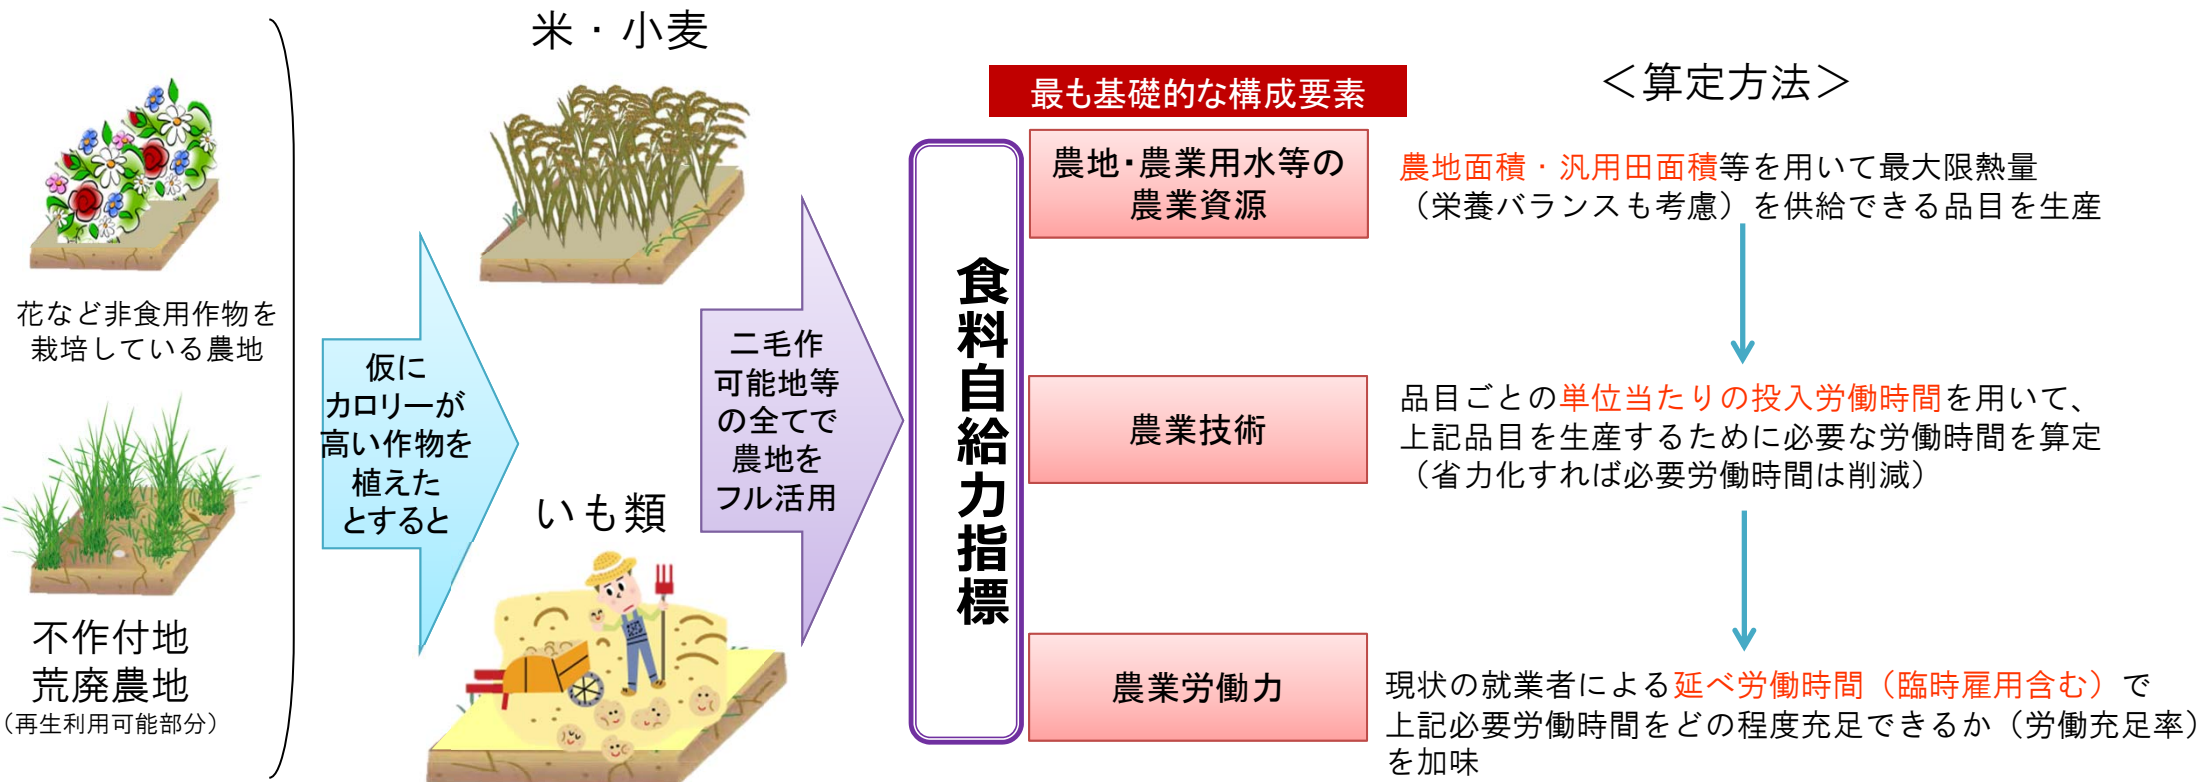 花など非食用作物を
栽培している農地
不作付地
荒廃農地
（再生利用可能部分）
仮に
カロリーが
高い作物を
植えた
とすると
米・小麦
いも類
二毛作
可能地等
の全てで
農地を
フル活用
食料自給力指標
最も基礎的な構成要素
農地・農業用水等の
農業資源
農業技術
農業労働力
＜算定方法＞
農地面積・汎用田面積等を用いて最大限熱量
（栄養バランスも考慮）を供給できる品目を生産
品目ごとの単位当たりの投入労働時間を用いて、
上記品目を生産するために必要な労働時間を算定
（省力化すれば必要労働時間は削減）
現状の就業者による延べ労働時間（臨時雇用含む）で
上記必要労働時間をどの程度充足できるか（労働充足率）
を加味